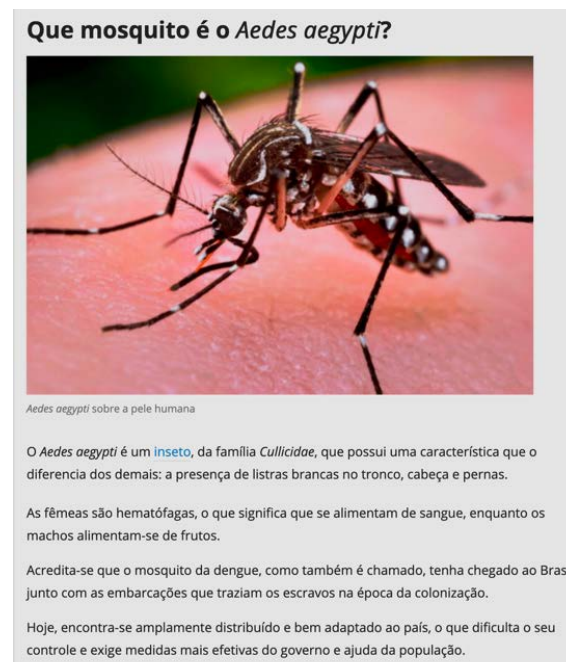 Que mosquito é o Aedes aegypti?
Aedes aegypti sobre a pele humana
O Aedes aegypti é um inseto, da família Cullicidae, que possui uma característica que o
diferencia dos demais: a presença de listras brancas no tronco, cabeça e pernas.
As fêmeas são hematófagas, o que significa que se alimentam de sangue, enquanto os
machos alimentam-se de frutos.
Acredita-se que o mosquito da dengue, como também é chamado, tenha chegado ao Bras
junto com as embarcações que traziam os escravos na época da colonização.
Hoje, encontra-se amplamente distribuído e bem adaptado ao país, o que dificulta o seu
controle e exige medidas mais efetivas do governo e ajuda da população.